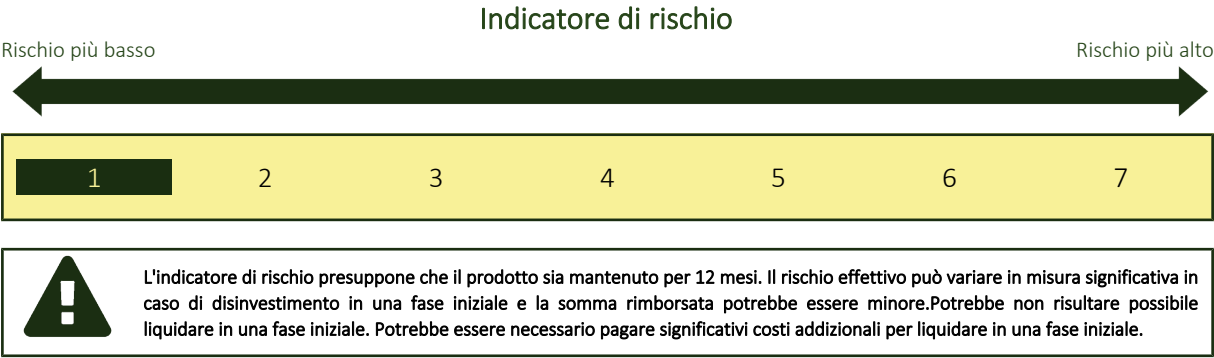 Indicatore di rischio
Rischio più basso
Rischio più alto
1 2 3 4 5 6 7
L'indicatore di rischio presuppone che il prodotto sia mantenuto per 12 mesi. Il rischio effettivo può variare in misura significativa in
caso di disinvestimento in una fase iniziale e la somma rimborsata potrebbe essere minore.Potrebbe non risultare possibile
liquidare in una fase iniziale. Potrebbe essere necessario pagare significativi costi addizionali per liquidare in una fase iniziale.